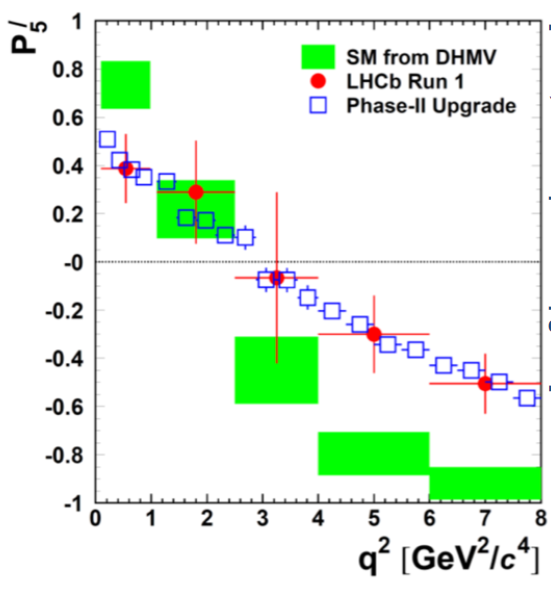 P₅′
1
0.8
0.6
0.4
0.2
-0
-0.2
-0.4
-0.6
-0.8
-1
SM from DHMV
LHCb Run 1
Phase-II Upgrade
0 1 2 3 4 5 6 7 8
q² [GeV²/c⁴]